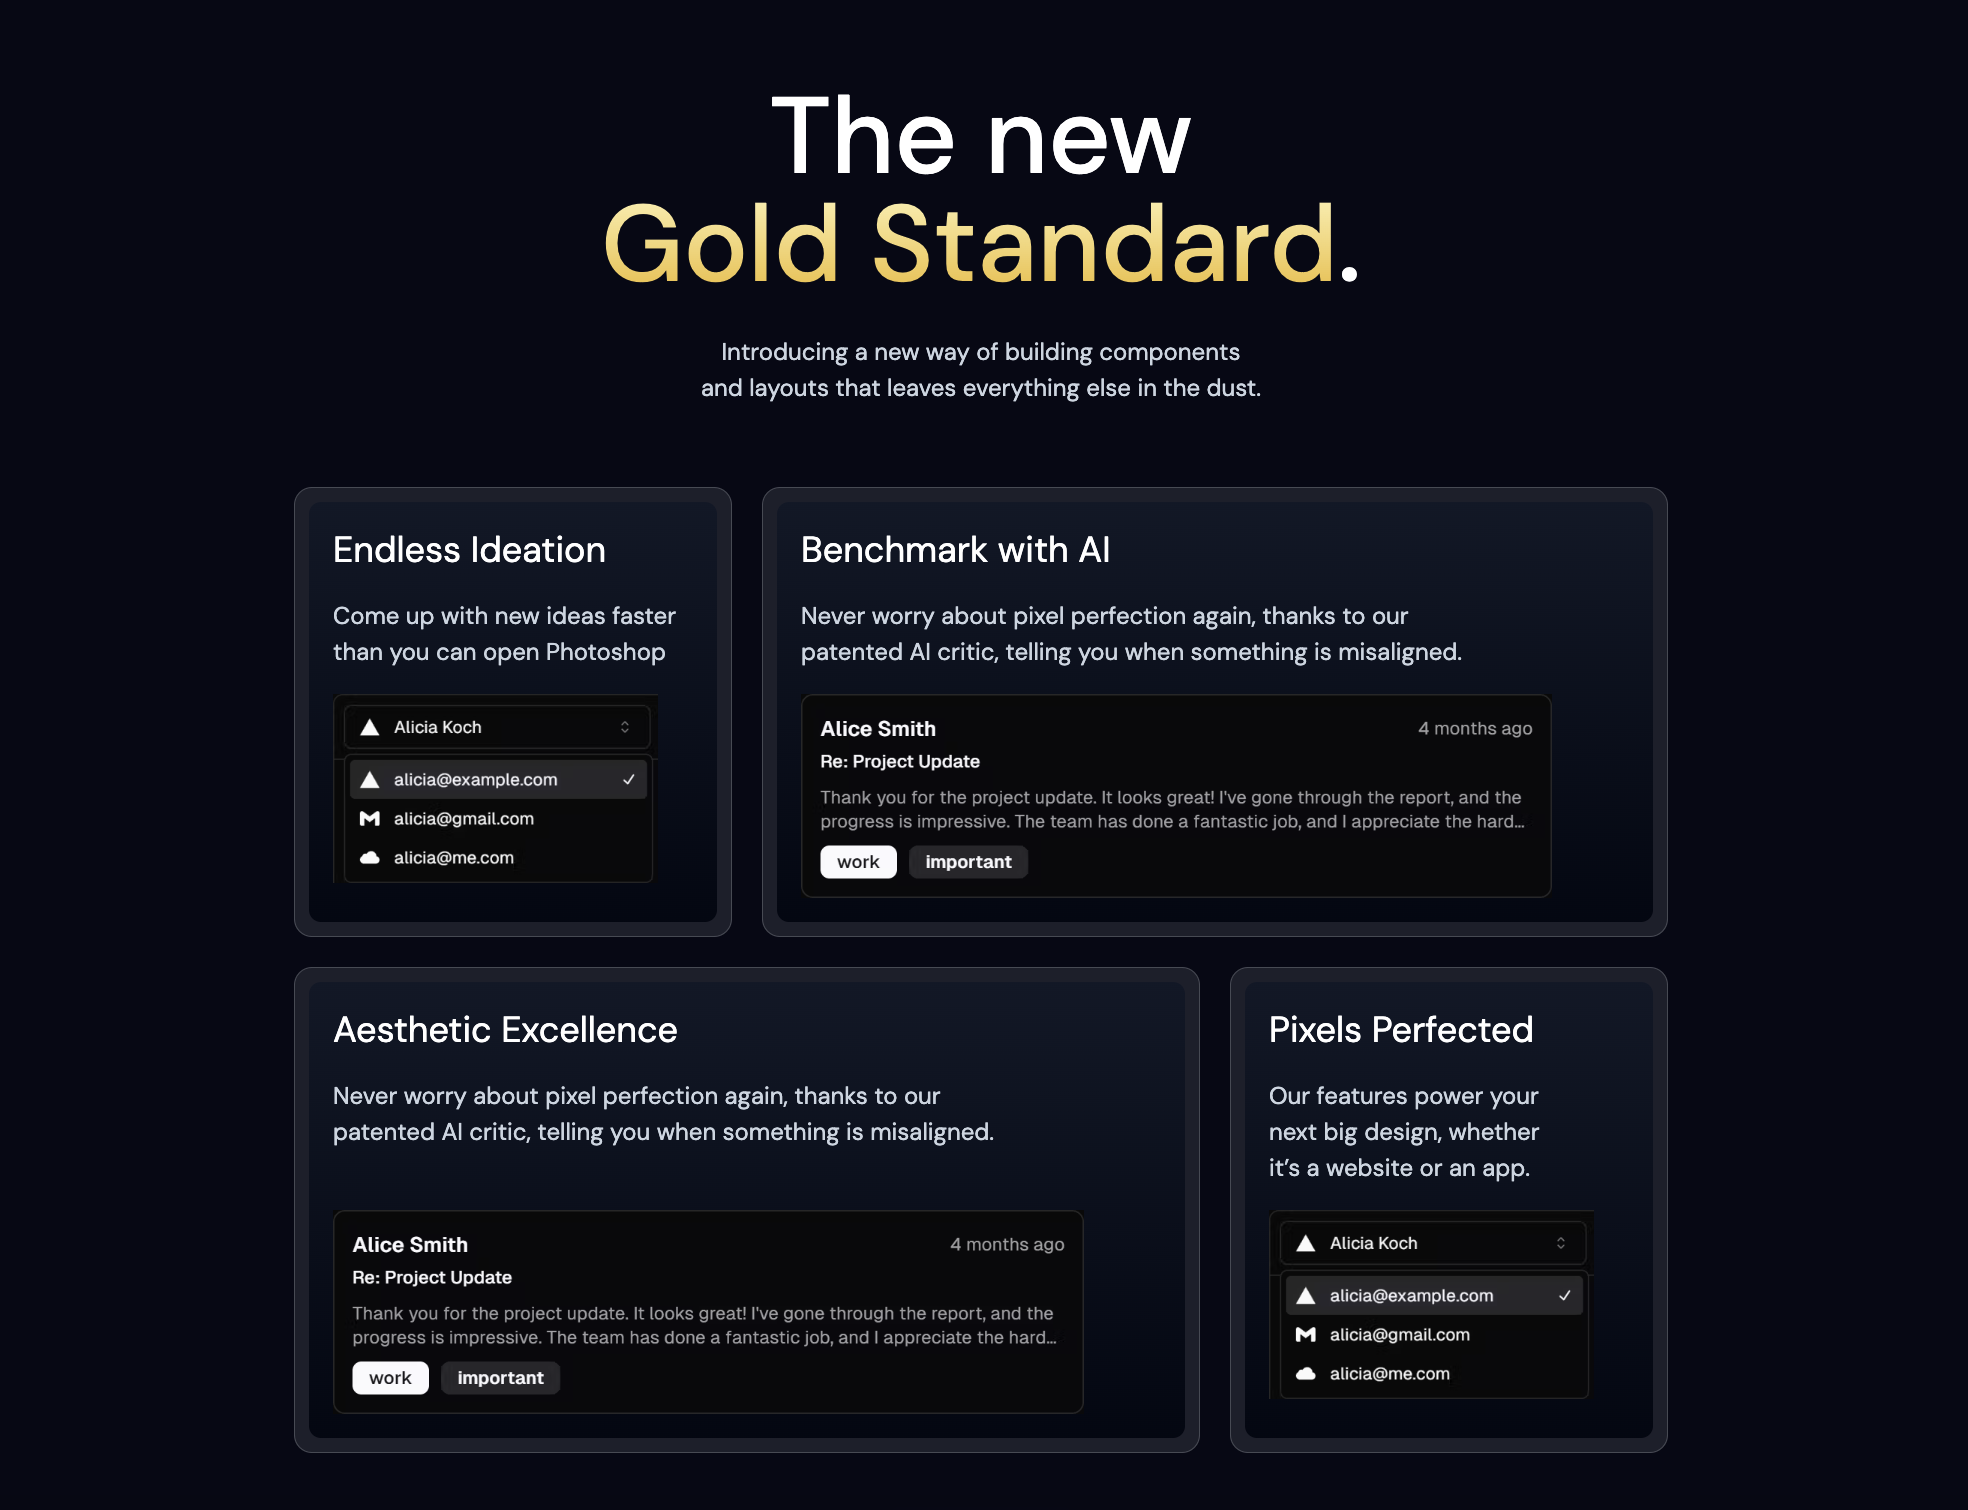 The new
Gold Standard.
Introducing a new way of building components
and layouts that leaves everything else in the dust.
Endless Ideation
Come up with new ideas faster
than you can open Photoshop
Alicia Koch
alicia@example.com
alicia@gmail.com
alicia@me.com
Benchmark with AI
Never worry about pixel perfection again, thanks to our
patented AI critic, telling you when something is misaligned.
Alice Smith 4 months ago
Re: Project Update
Thank you for the project update. It looks great! I've gone through the report, and the
progress is impressive. The team has done a fantastic job, and I appreciate the hard...
work important
Aesthetic Excellence
Never worry about pixel perfection again, thanks to our
patented AI critic, telling you when something is misaligned.
Alice Smith 4 months ago
Re: Project Update
Thank you for the project update. It looks great! I've gone through the report, and the
progress is impressive. The team has done a fantastic job, and I appreciate the hard...
work important
Pixels Perfected
Our features power your
next big design, whether
it’s a website or an app.
Alicia Koch
alicia@example.com
alicia@gmail.com
alicia@me.com